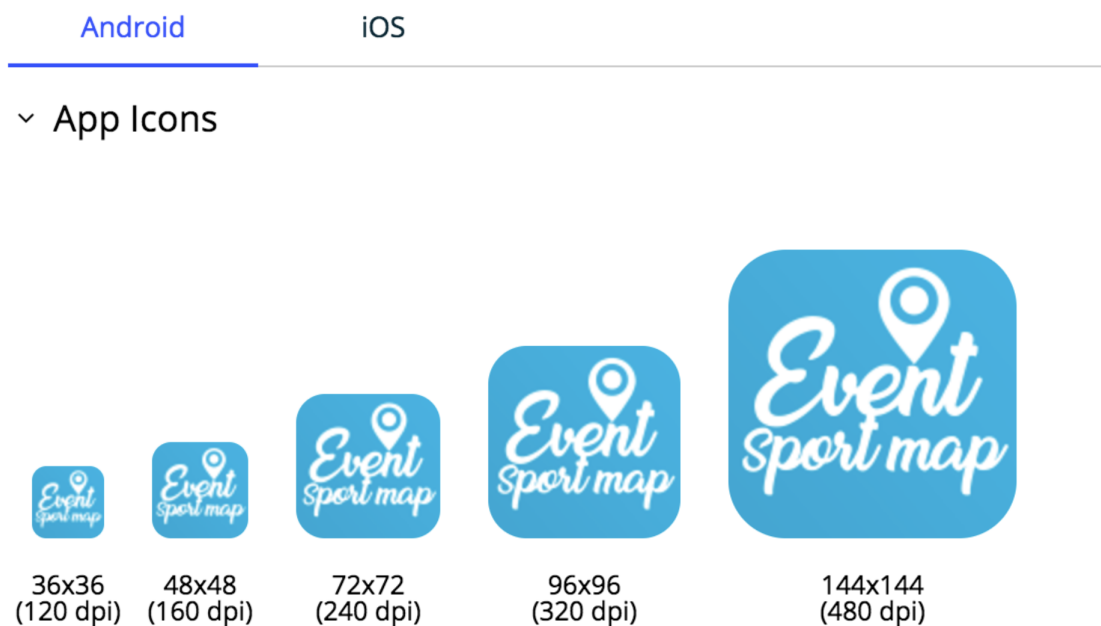 Android
iOS
App Icons
Event
sport map
Event
sport map
Event
sport map
Event
sport map
Event
sport map
36x36
(120 dpi)
48x48
(160 dpi)
72x72
(240 dpi)
96x96
(320 dpi)
144x144
(480 dpi)